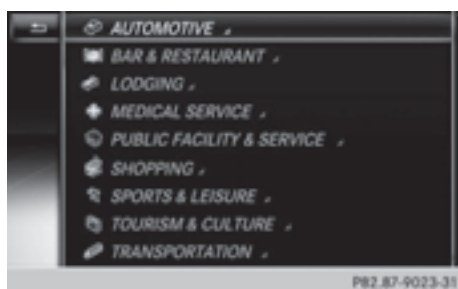 AUTOMOTIVE
BAR & RESTAURANT
LODGING
MEDICAL SERVICE
PUBLIC FACILITY & SERVICE
SHOPPING
SPORTS & LEISURE
TOURISM & CULTURE
TRANSPORTATION
P82.87-9023-31